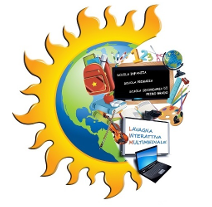 SCUOLA INFANZIA
SCUOLA PRIMARIA
SCUOLA SECONDARIA DI
PRIMO GRADO
LAVAGNA
INTERATTIVA
MULTIMEDIALE